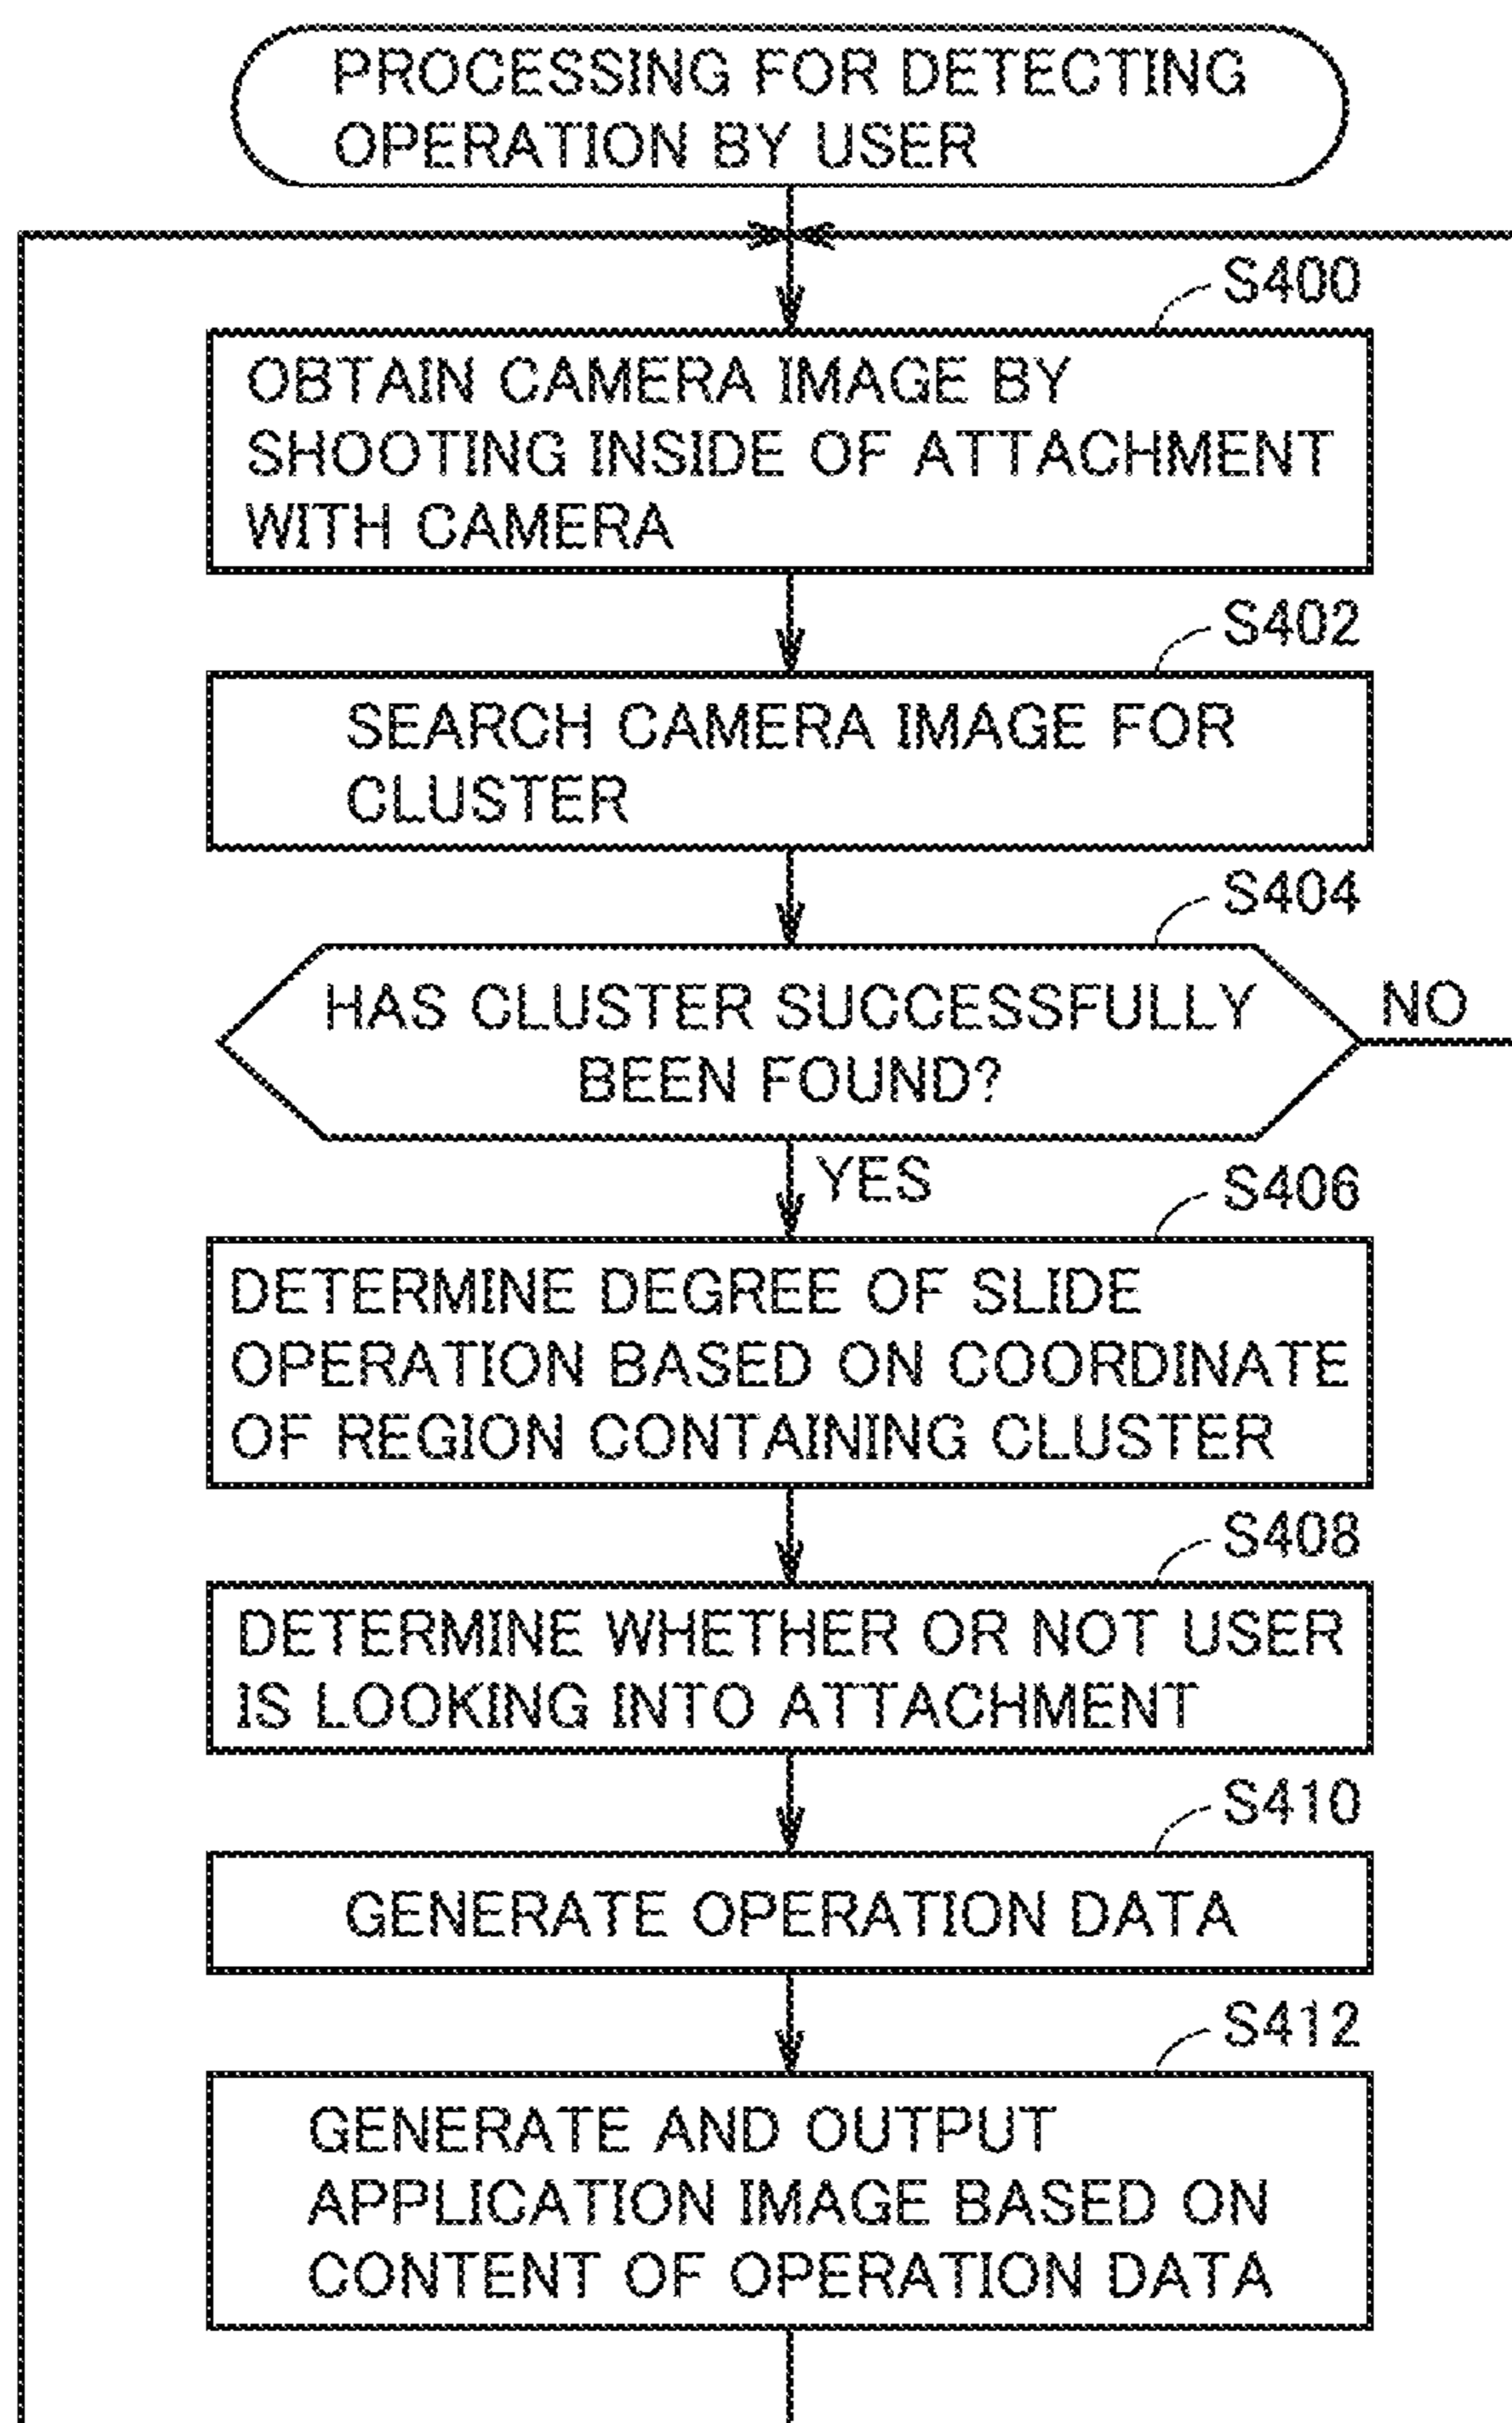 PROCESSING FOR DETECTING
OPERATION BY USER
S400
OBTAIN CAMERA IMAGE BY
SHOOTING INSIDE OF ATTACHMENT
WITH CAMERA
S402
SEARCH CAMERA IMAGE FOR
CLUSTER
S404
HAS CLUSTER SUCCESSFULLY
BEEN FOUND?
NO
YES
S406
DETERMINE DEGREE OF SLIDE
OPERATION BASED ON COORDINATE
OF REGION CONTAINING CLUSTER
S408
DETERMINE WHETHER OR NOT USER
IS LOOKING INTO ATTACHMENT
S410
GENERATE OPERATION DATA
S412
GENERATE AND OUTPUT
APPLICATION IMAGE BASED ON
CONTENT OF OPERATION DATA